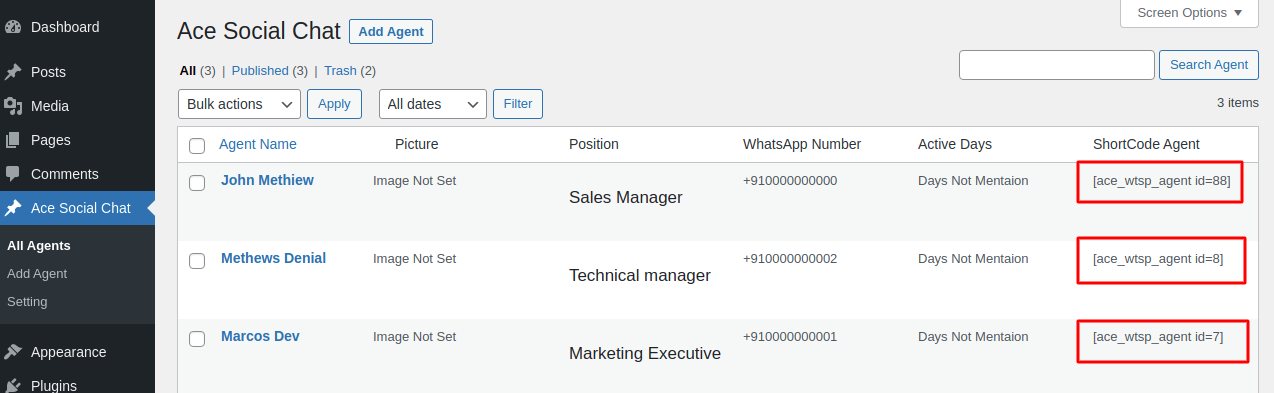 Dashboard
Posts
Media
Pages
Comments
Ace Social Chat
All Agents
Add Agent
Setting
Appearance
Plugins
Screen Options
Ace Social Chat Add Agent
All (3) | Published (3) | Trash (2)
Search Agent
Bulk actions Apply All dates Filter
3 items
Agent Name Picture Position WhatsApp Number Active Days ShortCode Agent
John Methiew Image Not Set Sales Manager +910000000000 Days Not Mentaion [ace_wtsp_agent id=88]
Methews Denial Image Not Set Technical manager +910000000002 Days Not Mentaion [ace_wtsp_agent id=8]
Marcos Dev Image Not Set Marketing Executive +910000000001 Days Not Mentaion [ace_wtsp_agent id=7]